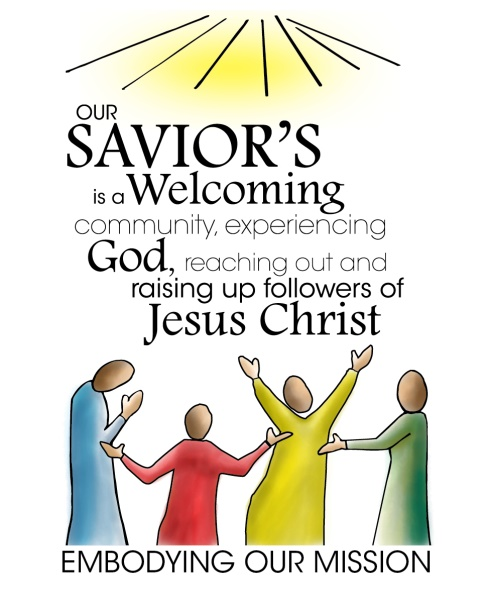 OUR
SAVIOR'S
is a Welcoming
community, experiencing
God, reaching out and
raising up followers of
Jesus Christ
EMBODYING OUR MISSION